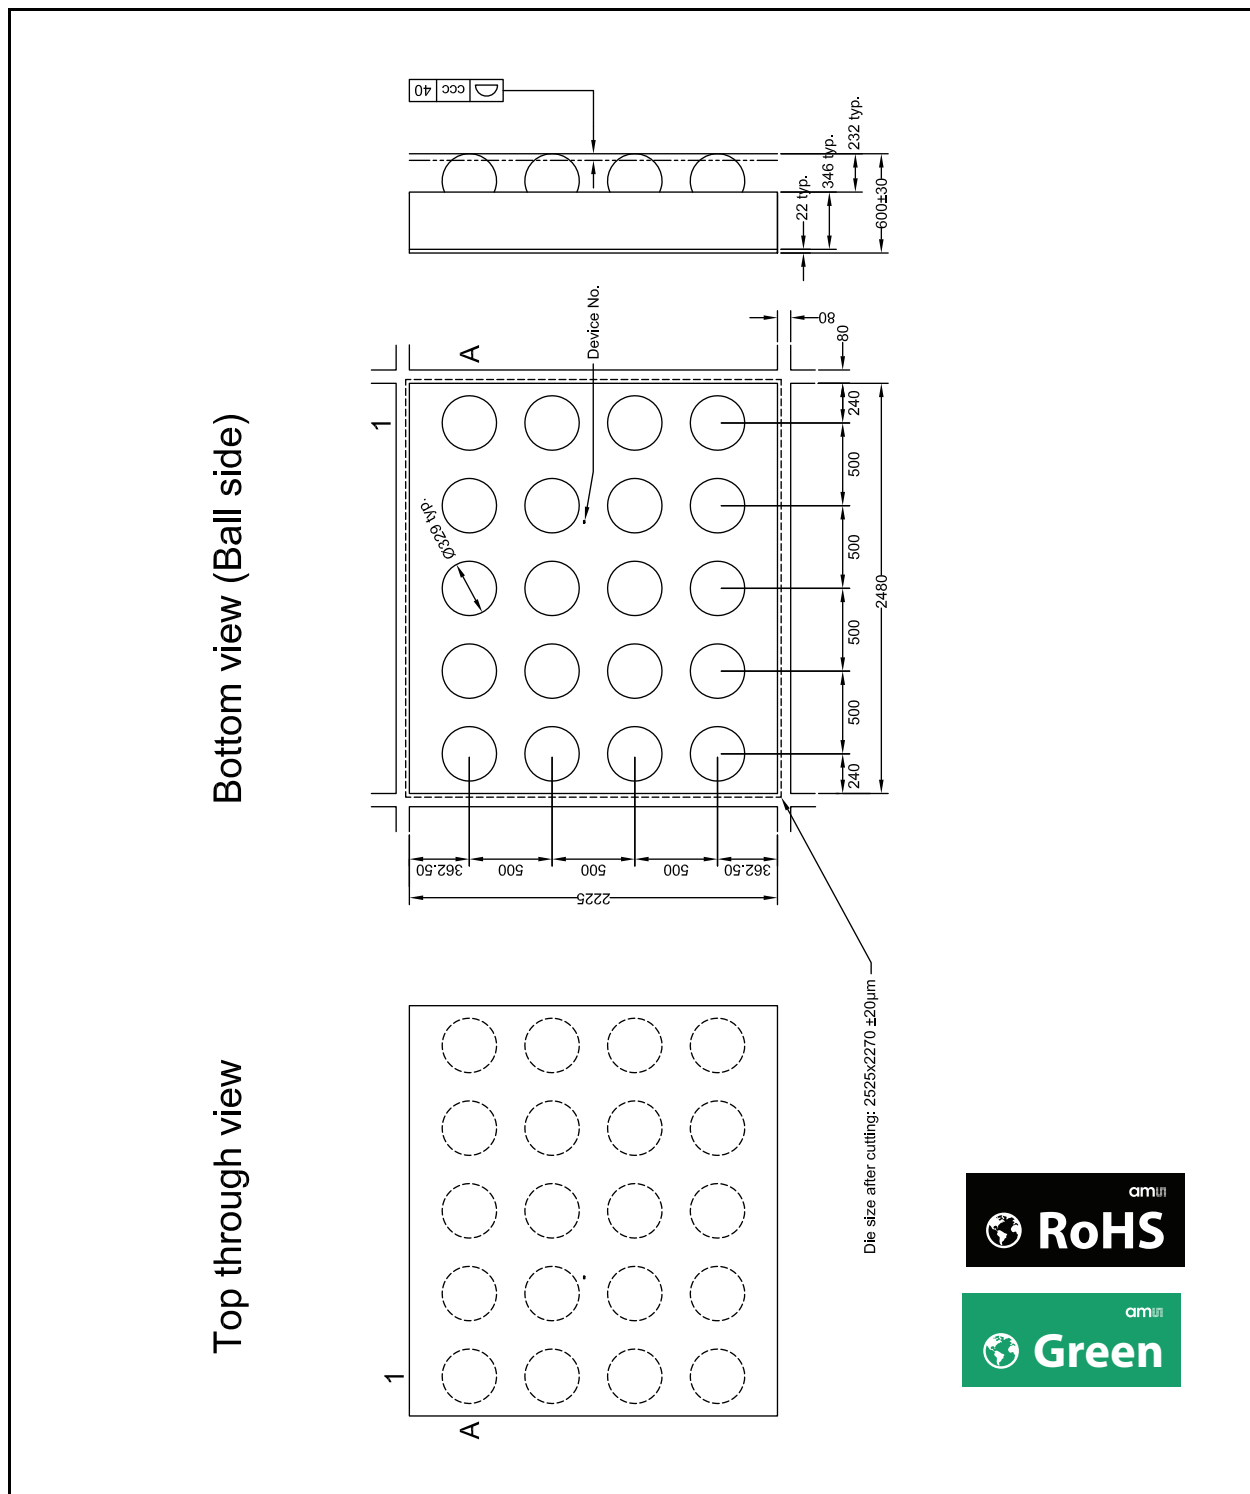 40 ccc
22 typ.
346 typ.
232 typ.
600±30
Bottom view (Ball side)
1
A
Device No.
Ø329 typ.
80
80
240
500
500
500
500
240
2480
362.50
500
500
500
362.50
2225
Die size after cutting: 2525x2270 ±20µm
Top through view
1
A
am
RoHS
am
Green